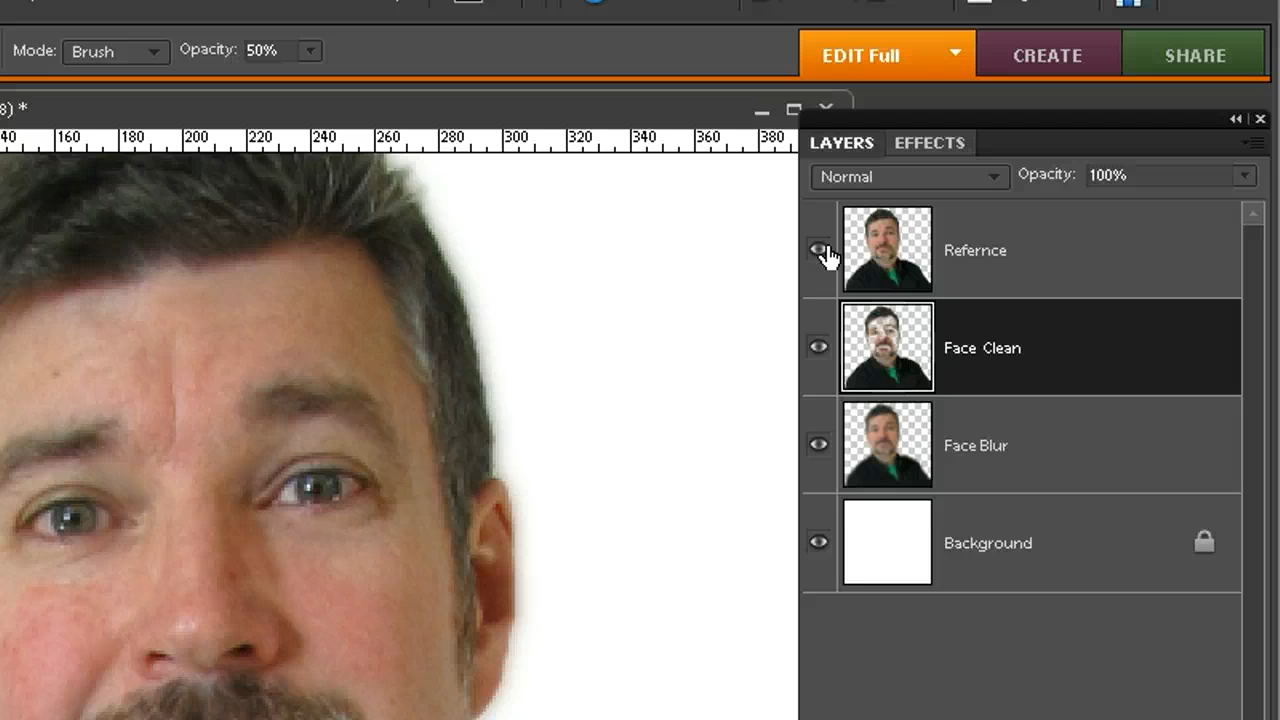 Mode: Brush Opacity: 50%
EDIT Full CREATE SHARE
8) *
40 160 180 200 220 240 260 280 300 320 340 360 380
LAYERS EFFECTS
Normal Opacity: 100%
Refernce
Face Clean
Face Blur
Background